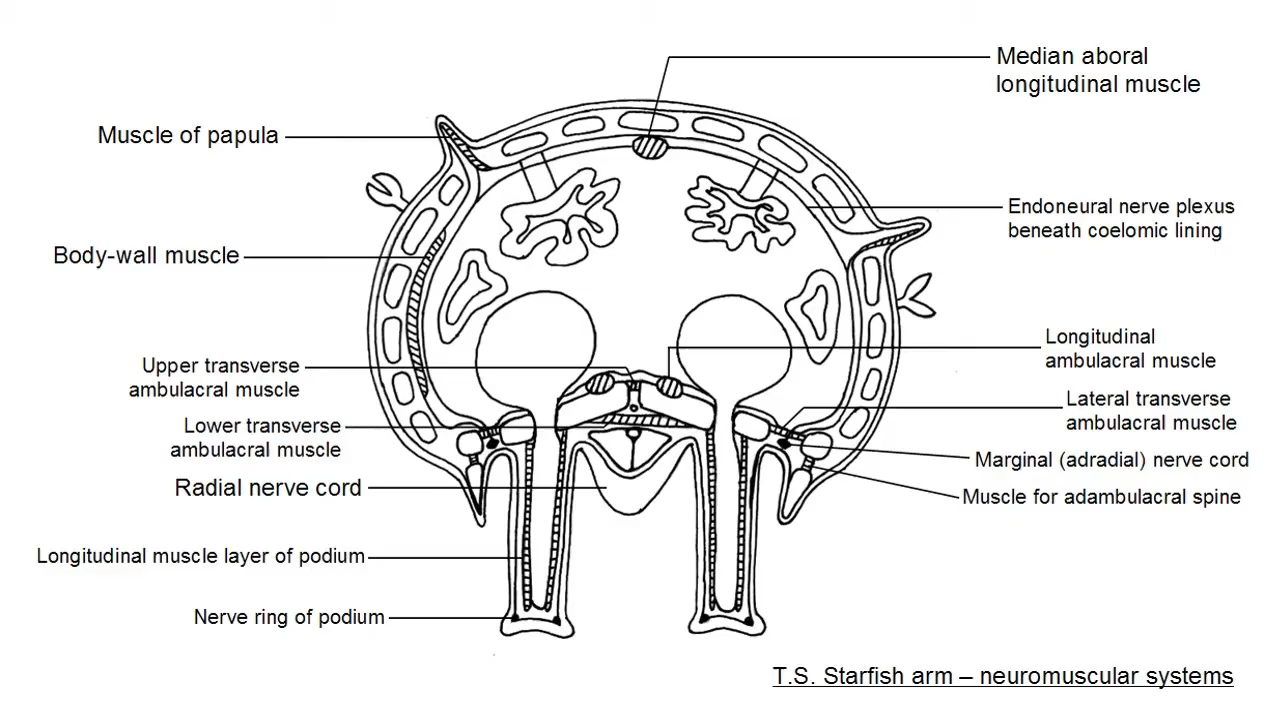 Median aboral
longitudinal muscle
Muscle of papula
Endoneural nerve plexus
beneath coelomic lining
Body-wall muscle
Longitudinal
ambulacral muscle
Upper transverse
ambulacral muscle
Lateral transverse
ambulacral muscle
Lower transverse
ambulacral muscle
Marginal (adradial) nerve cord
Radial nerve cord
Muscle for adambulacral spine
Longitudinal muscle layer of podium
Nerve ring of podium
T.S. Starfish arm – neuromuscular systems